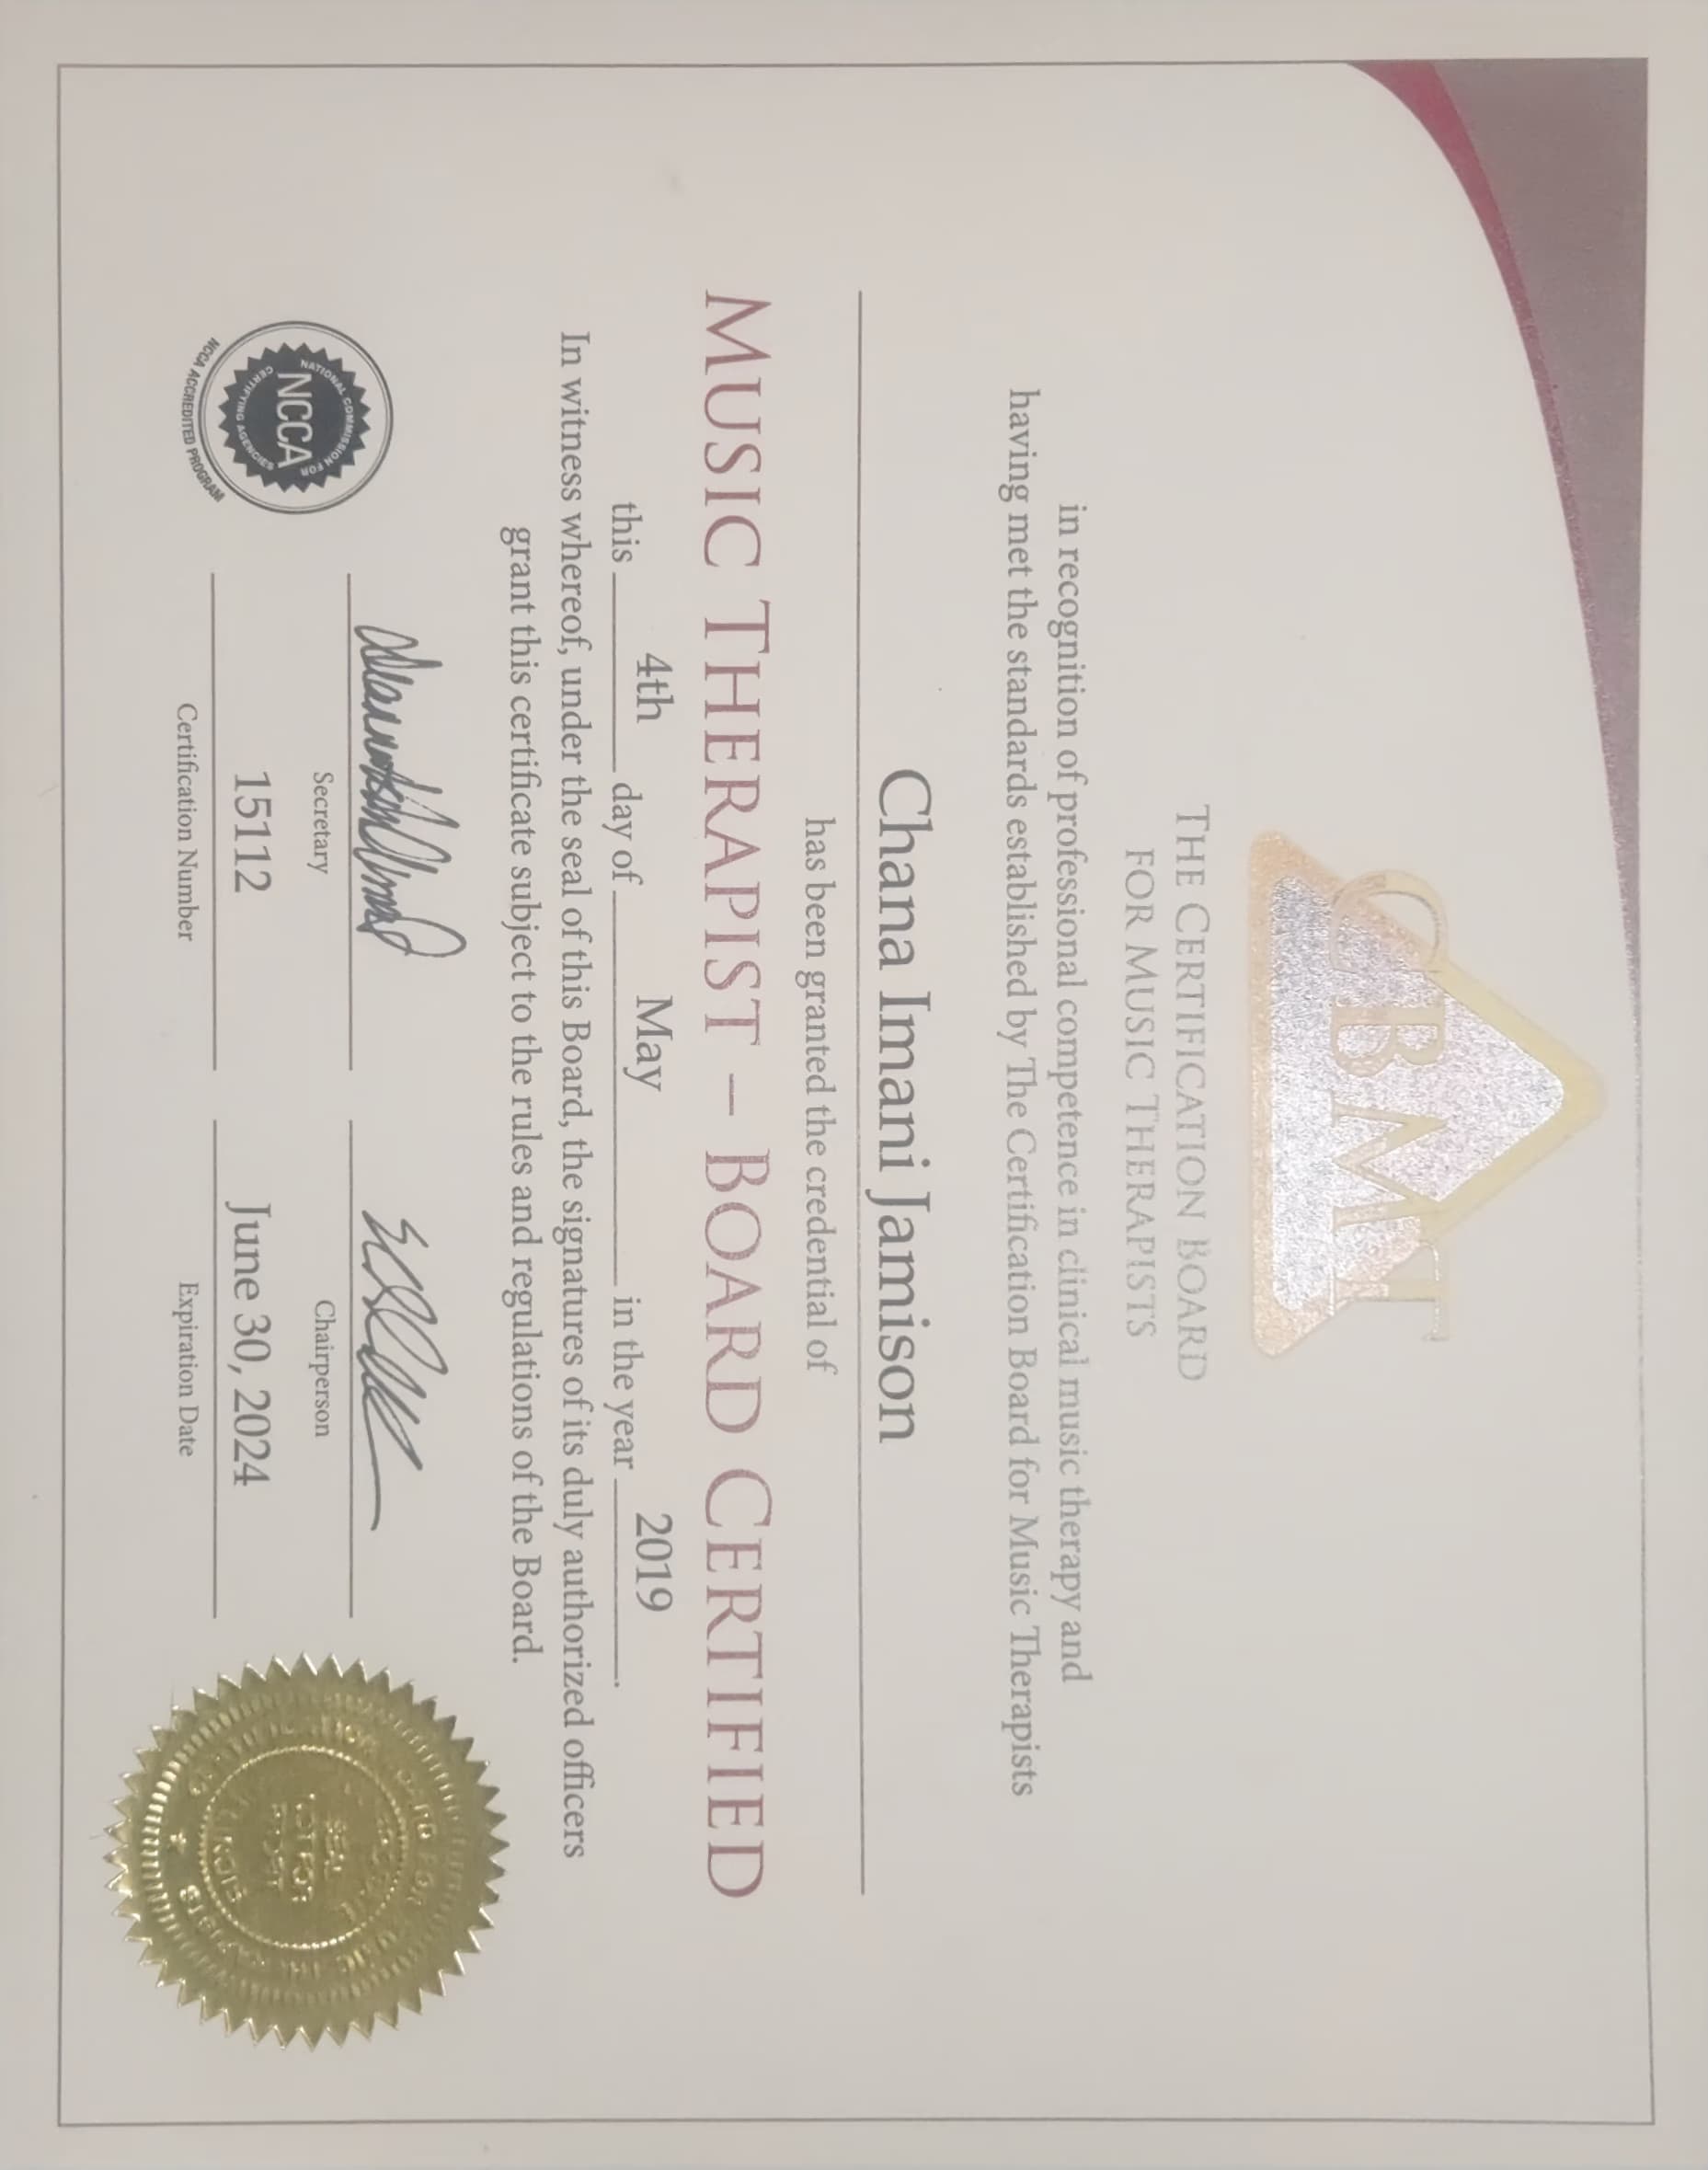 CBMT
THE CERTIFICATION BOARD
FOR MUSIC THERAPISTS
in recognition of professional competence in clinical music therapy and
having met the standards established by The Certification Board for Music Therapists
Chana Imani Jamison
has been granted the credential of
MUSIC THERAPIST – BOARD CERTIFIED
this 4th day of May in the year 2019.
In witness whereof, under the seal of this Board, the signatures of its duly authorized officers
grant this certificate subject to the rules and regulations of the Board.
Secretary
Chairperson
15112
June 30, 2024
Certification Number
Expiration Date
NATIONAL COMMISSION FOR
NCCA
CERTIFYING AGENCIES
NCCA ACCREDITED PROGRAM
SEAL
NOT FOR
PROFIT